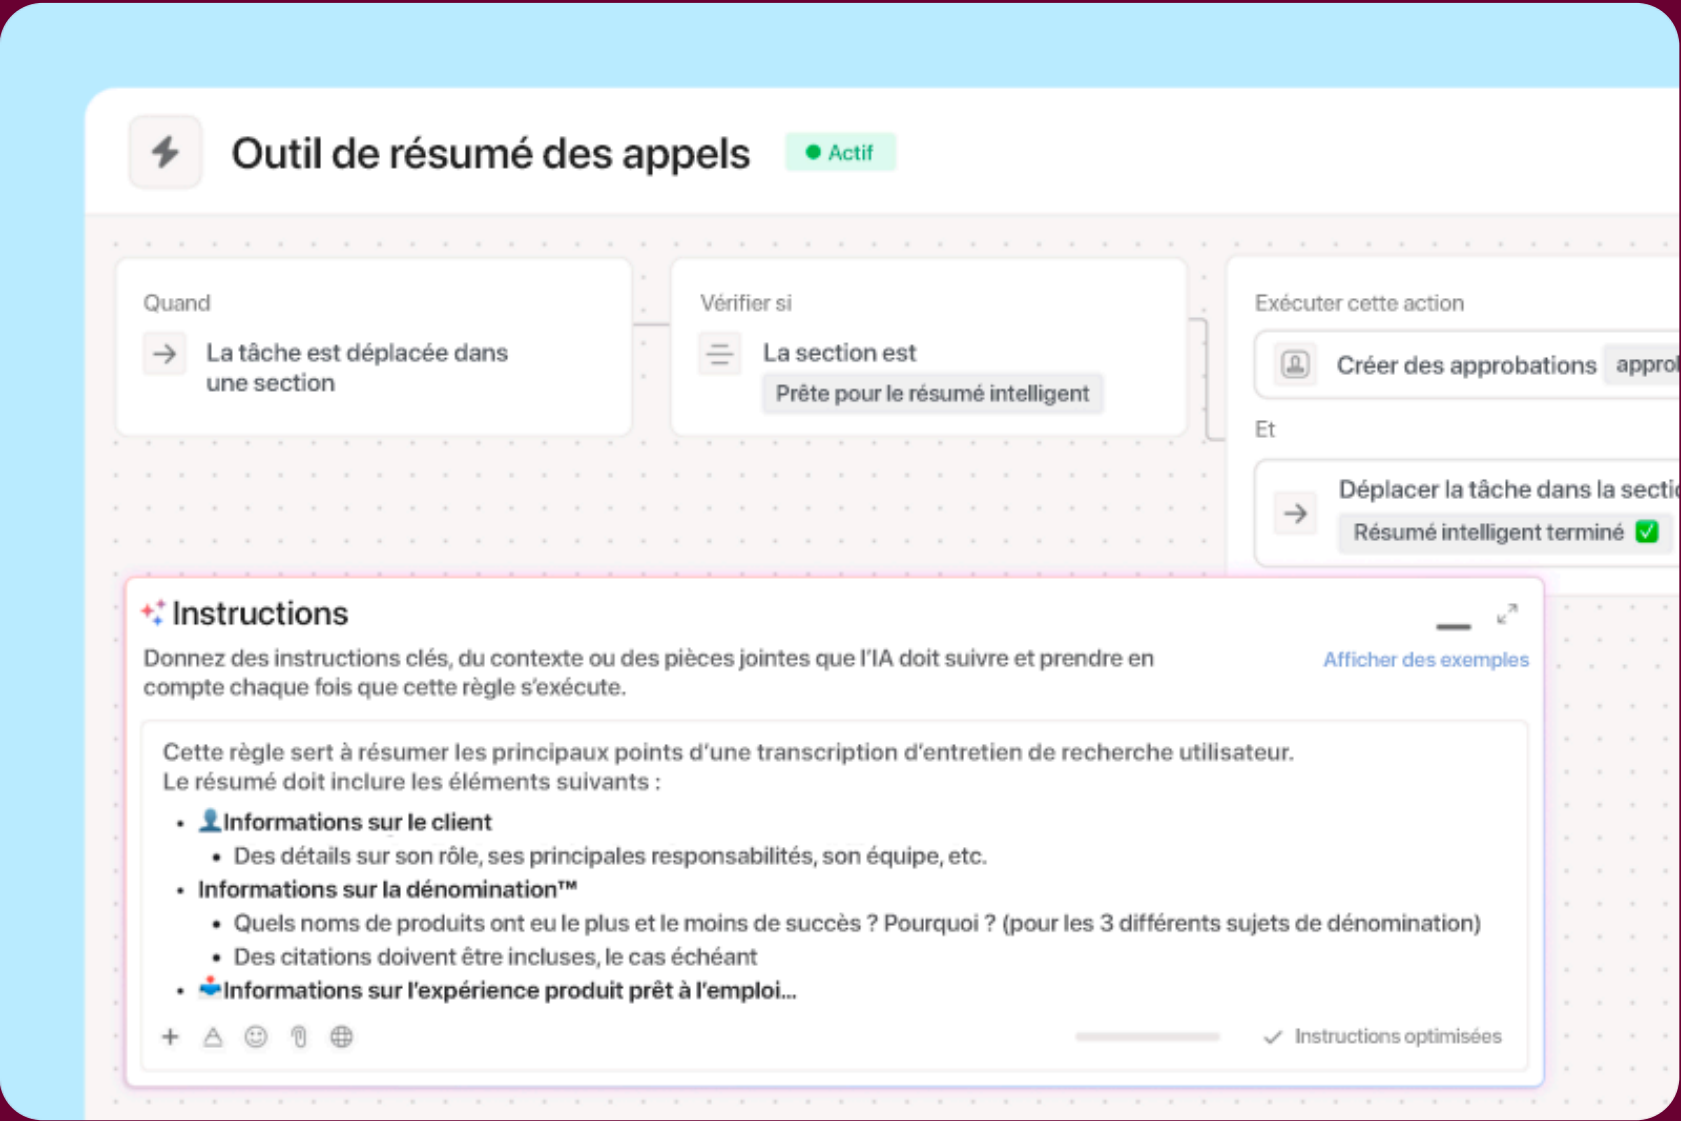 Outil de résumé des appels
Actif
Quand
La tâche est déplacée dans
une section
Vérifier si
La section est
Prête pour le résumé intelligent
Exécuter cette action
Créer des approbations
Et
Déplacer la tâche dans la
Résumé intelligent terminé
Instructions
Donnez des instructions clés, du contexte ou des pièces jointes que l’IA doit suivre et prendre en
compte chaque fois que cette règle s’exécute.
Afficher des exemples
Cette règle sert à résumer les principaux points d’une transcription d’entretien de recherche utilisateur.
Le résumé doit inclure les éléments suivants :
• Informations sur le client
• Des détails sur son rôle, ses principales responsabilités, son équipe, etc.
• Informations sur la dénomination™
• Quels noms de produits ont eu le plus et le moins de succès ? Pourquoi ? (pour les 3 différents sujets de dénomination)
• Des citations doivent être incluses, le cas échéant
• Informations sur l’expérience produit prêt à l’emploi...
Instructions optimisées